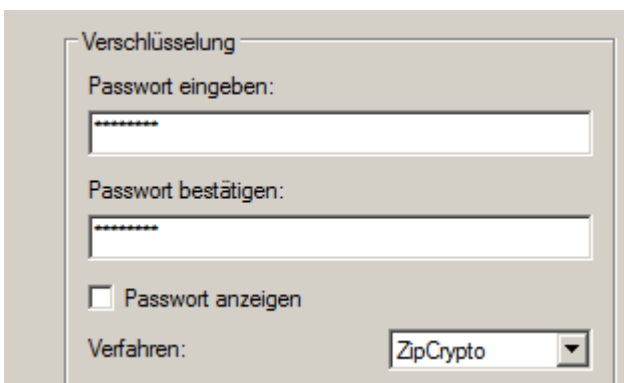 Verschlüsselung
Passwort eingeben:
********
Passwort bestätigen:
********
Passwort anzeigen
Verfahren: ZipCrypto